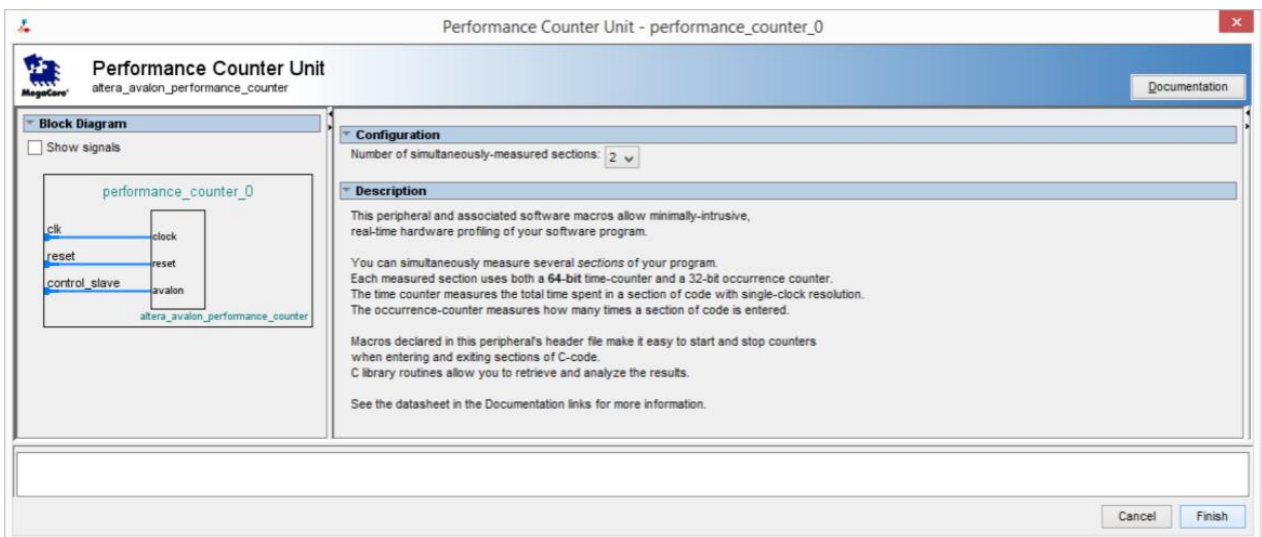 Performance Counter Unit - performance_counter_0
Performance Counter Unit
altera_avalon_performance_counter
MegaCore'
Documentation
Block Diagram
Show signals
performance_counter_0
clk
clock
reset
reset
control_slave
avalon
altera_avalon_performance_counter
Configuration
Number of simultaneously-measured sections: 2
Description
This peripheral and associated software macros allow minimally-intrusive,
real-time hardware profiling of your software program.
You can simultaneously measure several sections of your program.
Each measured section uses both a 64-bit time-counter and a 32-bit occurrence counter.
The time counter measures the total time spent in a section of code with single-clock resolution.
The occurrence-counter measures how many times a section of code is entered.
Macros declared in this peripheral's header file make it easy to start and stop counters
when entering and exiting sections of C-code.
C library routines allow you to retrieve and analyze the results.
See the datasheet in the Documentation links for more information.
Cancel
Finish